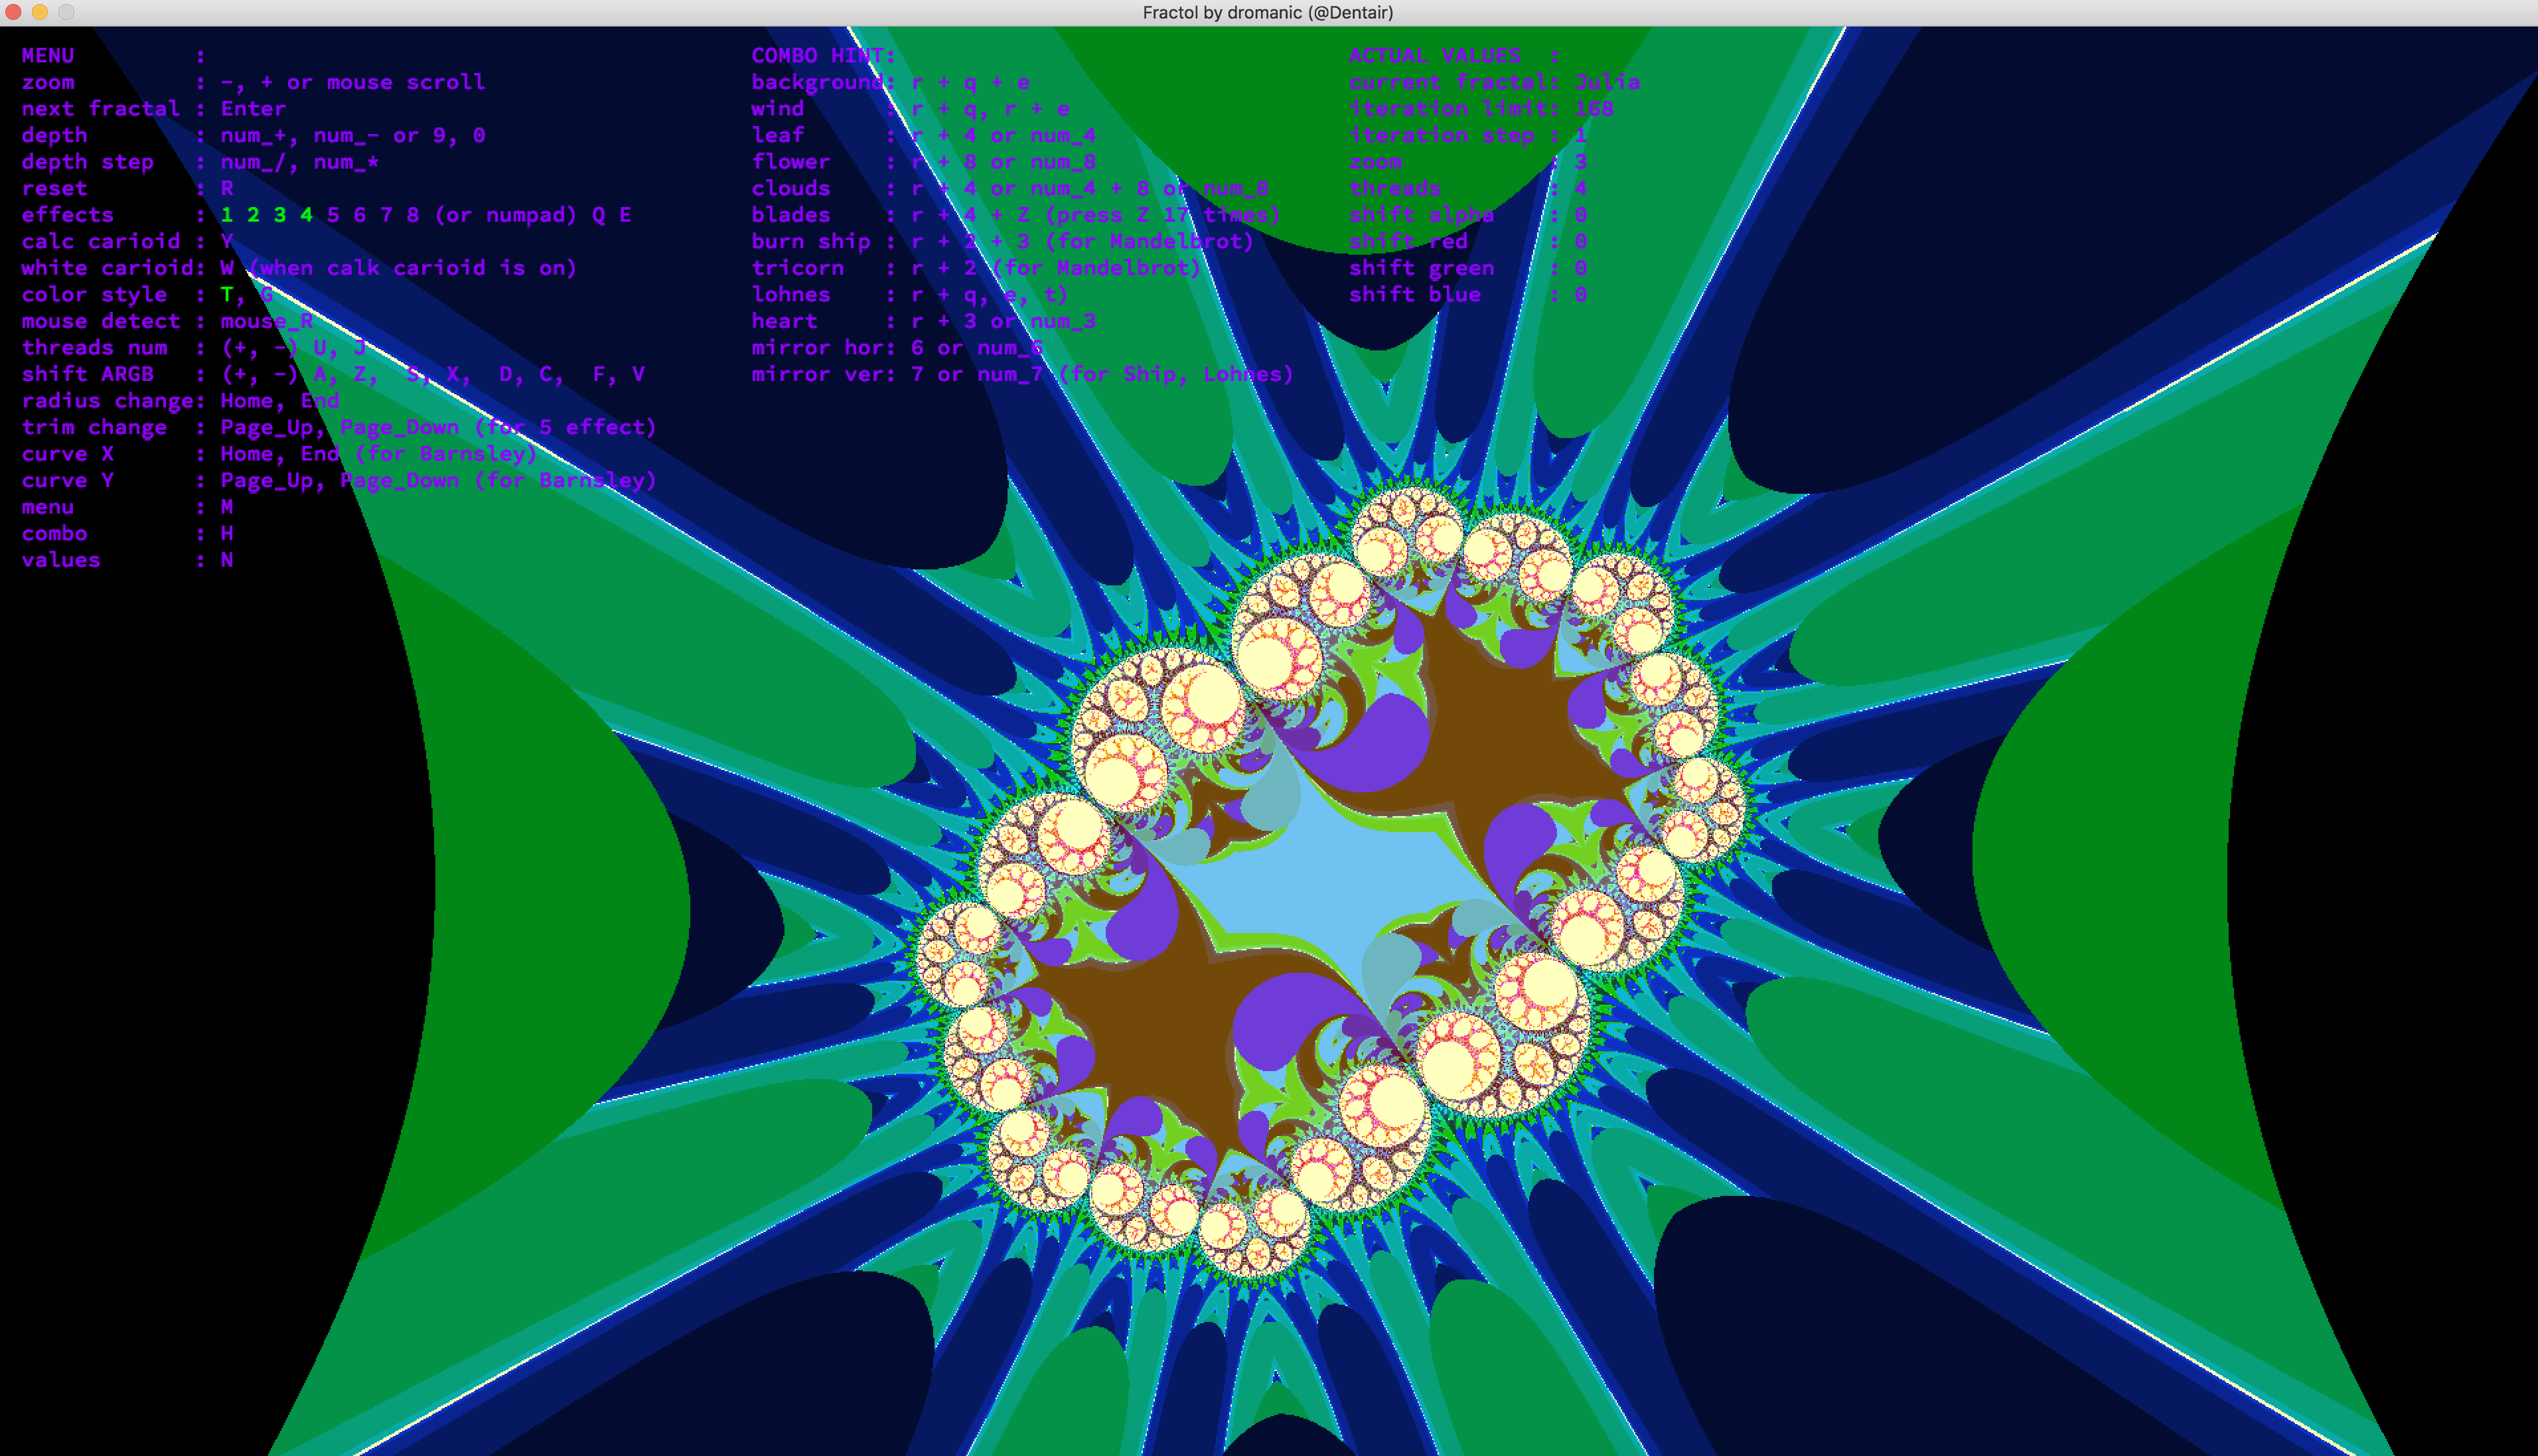 Fractol by dromanic (@Dentair)
MENU :
zoom : -, + or mouse scroll
next fractal : Enter
depth : num_+, num_- or 9, 0
depth step : num_/, num_*
reset : R
effects : 1 2 3 4 5 6 7 8 (or numpad) Q E
calc carioid : Y
white carioid: W (when calk carioid is on)
color style : T, G
mouse detect : mouse_R
threads num : (+, -) U, J
shift ARGB : (+, -) A, Z, S, X, D, C, F, V
radius change: Home, End
trim change : Page_Up, Page_Down (for 5 effect)
curve X : Home, End (for Barnsley)
curve Y : Page_Up, Page_Down (for Barnsley)
menu : M
combo : H
values : N
COMBO HINT:
background: r + q + e
wind : r + q, r + e
leaf : r + 4 or num_4
flower : r + 8 or num_8
clouds : r + 4 or num_4 + 8 or num_8
blades : r + 4 + Z (press Z 17 times)
burn ship : r + 2 + 3 (for Mandelbrot)
tricorn : r + 2 (for Mandelbrot)
lohnes : r + q, e, t)
heart : r + 3 or num_3
mirror hor: 6 or num_6
mirror ver: 7 or num_7 (for Ship, Lohnes)
ACTUAL VALUES :
current fractal: Julia
iteration limit: 108
iteration step : 1
zoom : 3
threads : 4
shift alpha : 0
shift red : 0
shift green : 0
shift blue : 0